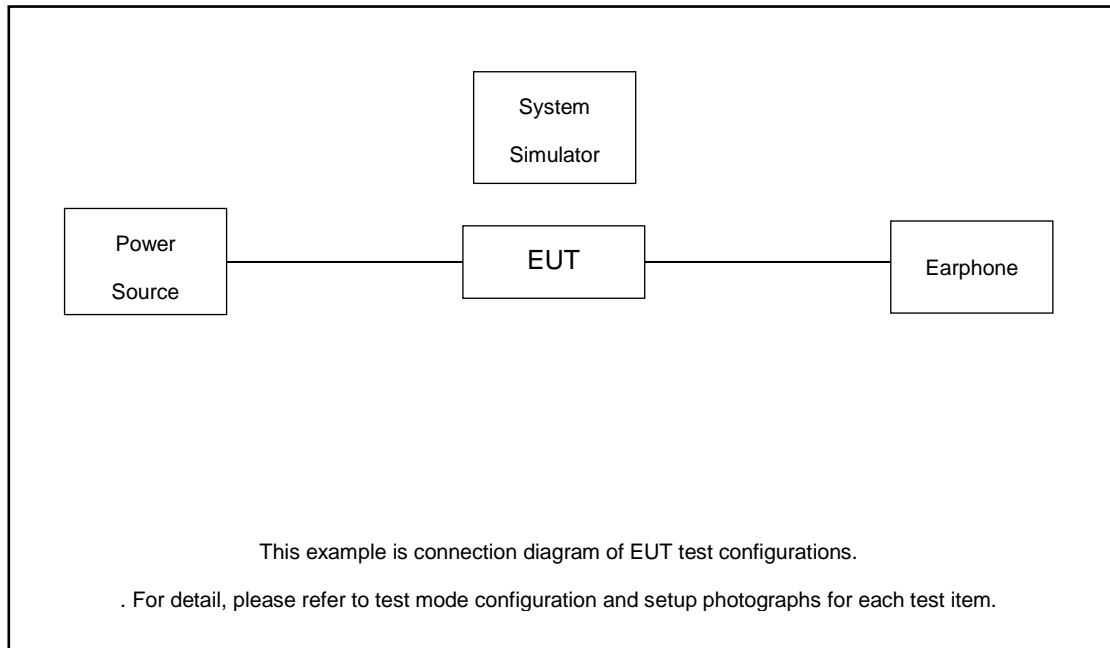 System
Simulator
Power
Source
EUT
Earphone
This example is connection diagram of EUT test configurations.
. For detail, please refer to test mode configuration and setup photographs for each test item.